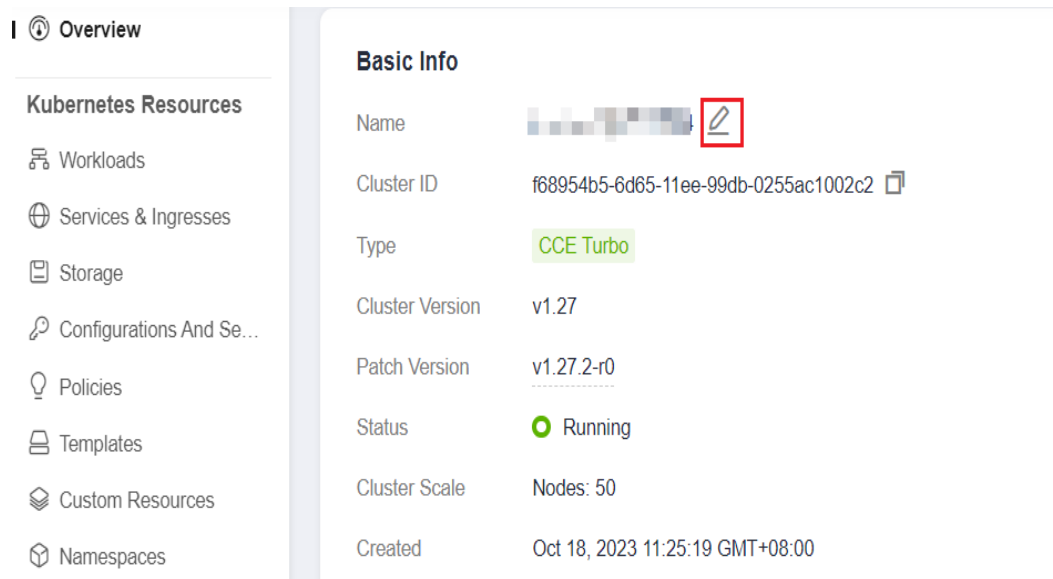 Overview
Kubernetes Resources
Workloads
Services & Ingresses
Storage
Configurations And Se...
Policies
Templates
Custom Resources
Namespaces
Basic Info
Name
Cluster ID f68954b5-6d65-11ee-99db-0255ac1002c2
Type CCE Turbo
Cluster Version v1.27
Patch Version v1.27.2-r0
Status Running
Cluster Scale Nodes: 50
Created Oct 18, 2023 11:25:19 GMT+08:00